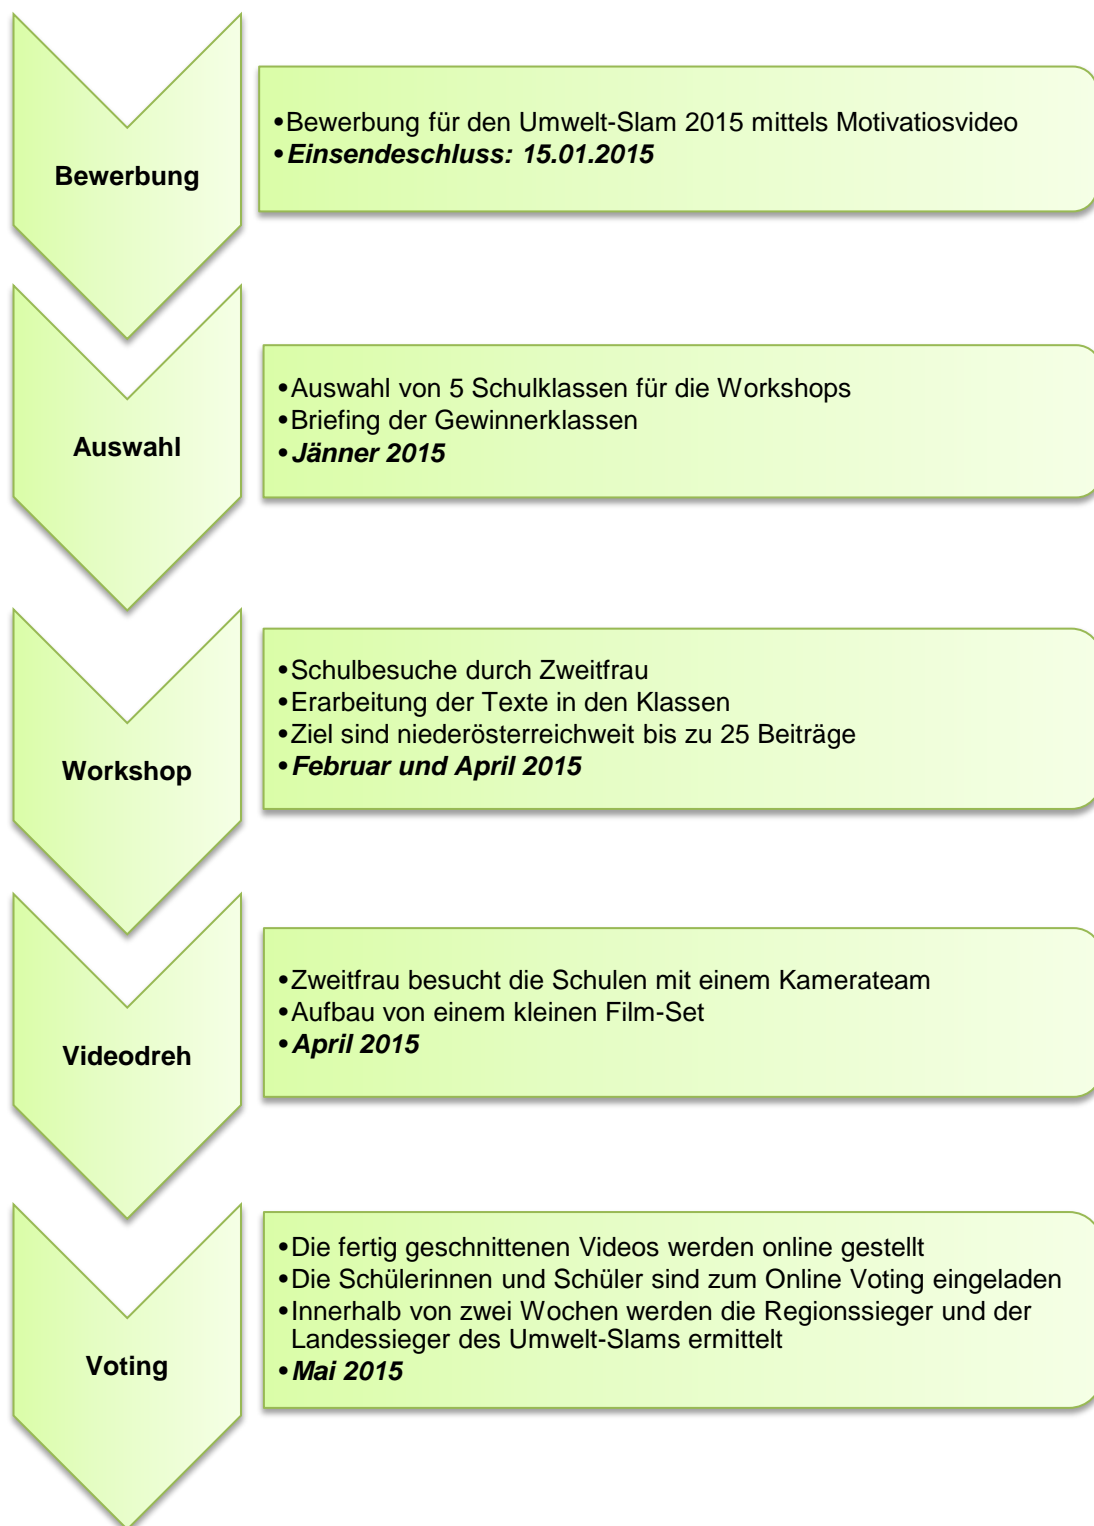 Bewerbung
•Bewerbung für den Umwelt-Slam 2015 mittels Motivatiosvideo
•Einsendeschluss: 15.01.2015
Auswahl
•Auswahl von 5 Schulklassen für die Workshops
•Briefing der Gewinnerklassen
•Jänner 2015
Workshop
•Schulbesuche durch Zweitfrau
•Erarbeitung der Texte in den Klassen
•Ziel sind niederösterreichweit bis zu 25 Beiträge
•Februar und April 2015
Videodreh
•Zweitfrau besucht die Schulen mit einem Kamerateam
•Aufbau von einem kleinen Film-Set
•April 2015
Voting
•Die fertig geschnittenen Videos werden online gestellt
•Die Schülerinnen und Schüler sind zum Online Voting eingeladen
•Innerhalb von zwei Wochen werden die Regionssieger und der
Landessieger des Umwelt-Slams ermittelt
•Mai 2015